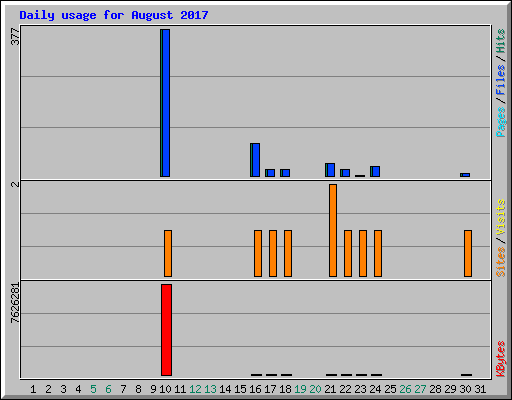 Daily usage for August 2017
377
2
7626281
Pages / Files / Hits
Sites / Visits
KBytes
1 2 3 4 5 6 7 8 9 10 11 12 13 14 15 16 17 18 19 20 21 22 23 24 25 26 27 28 29 30 31